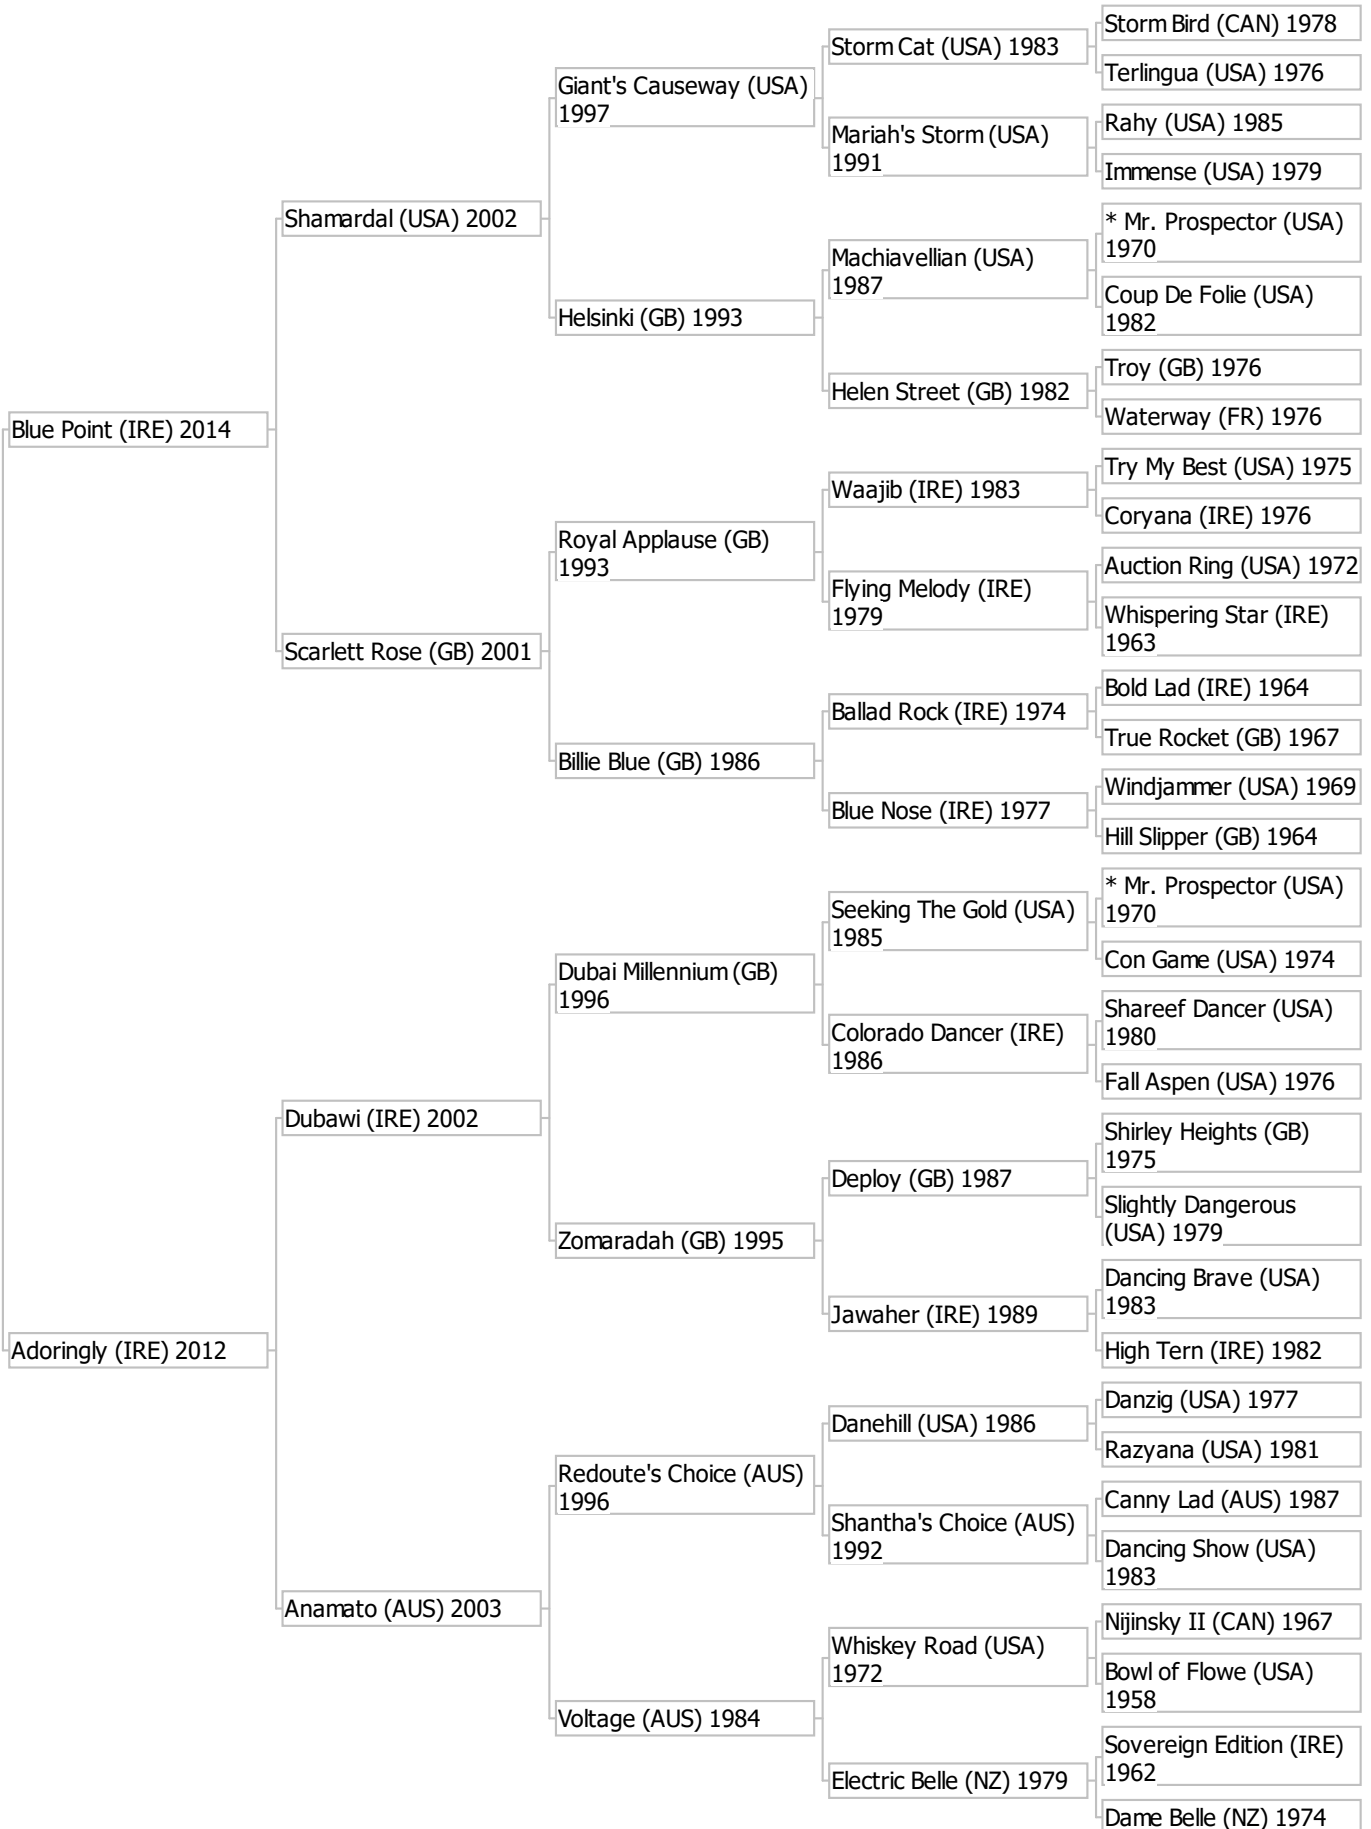 Storm Bird (CAN) 1978
Storm Cat (USA) 1983
Terlingua (USA) 1976
Giant's Causeway (USA)
1997
Rahy (USA) 1985
Mariah's Storm (USA)
1991
Immense (USA) 1979
Shamardal (USA) 2002
* Mr. Prospector (USA)
1970
Machiavellian (USA)
1987
Coup De Folie (USA)
1982
Helsinki (GB) 1993
Troy (GB) 1976
Helen Street (GB) 1982
Waterway (FR) 1976
Blue Point (IRE) 2014
Try My Best (USA) 1975
Waajib (IRE) 1983
Coryana (IRE) 1976
Royal Applause (GB)
1993
Auction Ring (USA) 1972
Flying Melody (IRE)
1979
Whispering Star (IRE)
1963
Scarlett Rose (GB) 2001
Bold Lad (IRE) 1964
Ballad Rock (IRE) 1974
True Rocket (GB) 1967
Billie Blue (GB) 1986
Windjammer (USA) 1969
Blue Nose (IRE) 1977
Hill Slipper (GB) 1964
* Mr. Prospector (USA)
1970
Seeking The Gold (USA)
1985
Con Game (USA) 1974
Dubai Millennium (GB)
1996
Shareef Dancer (USA)
1980
Colorado Dancer (IRE)
1986
Fall Aspen (USA) 1976
Dubawi (IRE) 2002
Shirley Heights (GB)
1975
Deploy (GB) 1987
Slightly Dangerous
(USA) 1979
Zomaradah (GB) 1995
Dancing Brave (USA)
1983
Jawaher (IRE) 1989
High Tern (IRE) 1982
Adoringly (IRE) 2012
Danzig (USA) 1977
Danehill (USA) 1986
Razyana (USA) 1981
Redoute's Choice (AUS)
1996
Canny Lad (AUS) 1987
Shantha's Choice (AUS)
1992
Dancing Show (USA)
1983
Anamato (AUS) 2003
Nijinsky II (CAN) 1967
Whiskey Road (USA)
1972
Bowl of Flowe (USA)
1958
Voltage (AUS) 1984
Sovereign Edition (IRE)
1962
Electric Belle (NZ) 1979
Dame Belle (NZ) 1974